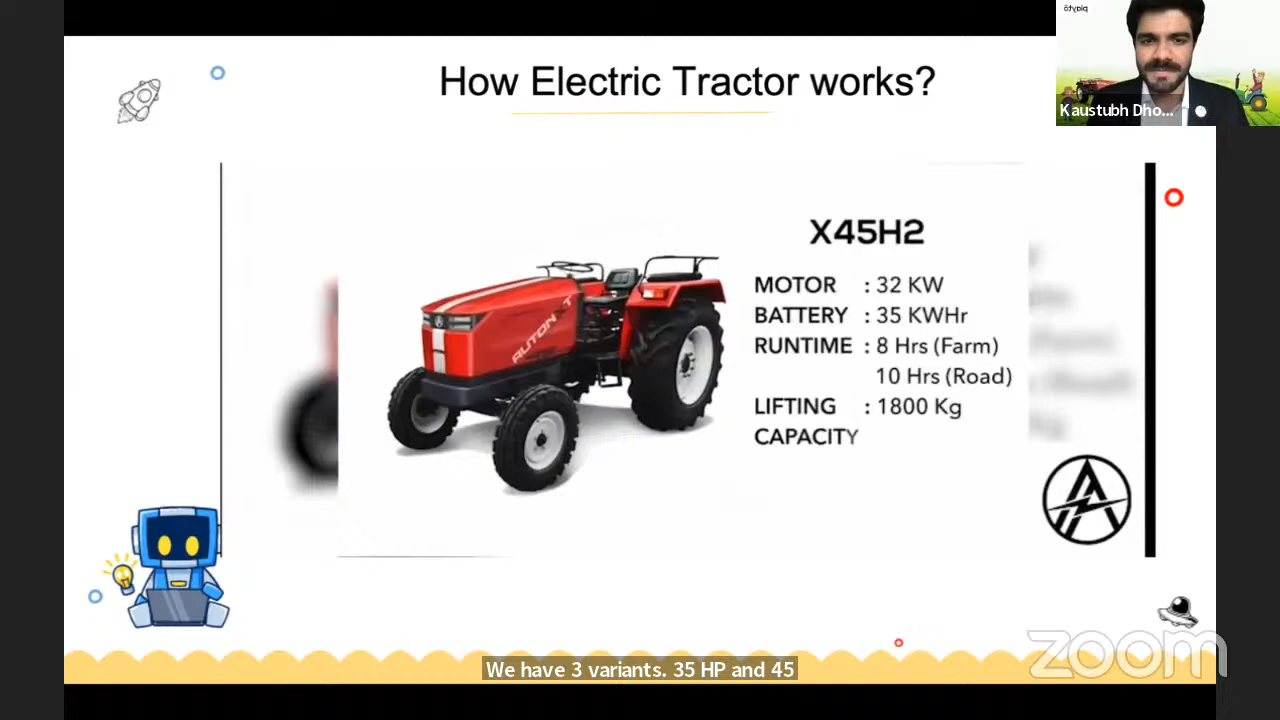 How Electric Tractor works?
Kaustubh Dho...
X45H2
MOTOR : 32 KW
BATTERY : 35 KWHr
RUNTIME : 8 Hrs (Farm)
10 Hrs (Road)
LIFTING : 1800 Kg
CAPACITY
AUTONXT
zoom
We have 3 variants. 35 HP and 45